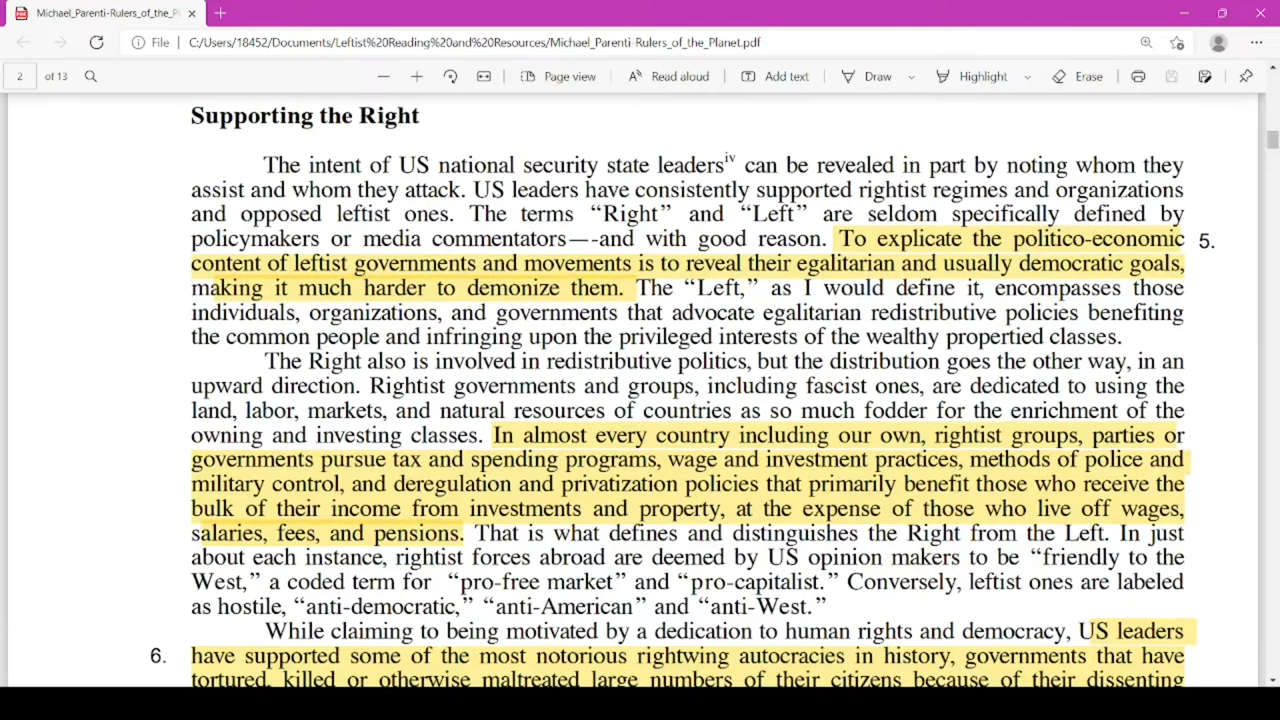 Michael_Parenti-Rulers_of_the_Pl
File C:/Users/18452/Documents/Leftist%20Reading%20and%20Resources/Michael_Parenti-Rulers_of_the_Planet.pdf
2 of 13 Page view Read aloud Add text Draw Highlight Erase
Supporting the Right
The intent of US national security state leadersiv can be revealed in part by noting whom they
assist and whom they attack. US leaders have consistently supported rightist regimes and organizations
and opposed leftist ones. The terms “Right” and “Left” are seldom specifically defined by
policymakers or media commentators—-and with good reason. To explicate the politico-economic 5.
content of leftist governments and movements is to reveal their egalitarian and usually democratic goals,
making it much harder to demonize them. The “Left,” as I would define it, encompasses those
individuals, organizations, and governments that advocate egalitarian redistributive policies benefiting
the common people and infringing upon the privileged interests of the wealthy propertied classes.
The Right also is involved in redistributive politics, but the distribution goes the other way, in an
upward direction. Rightist governments and groups, including fascist ones, are dedicated to using the
land, labor, markets, and natural resources of countries as so much fodder for the enrichment of the
owning and investing classes. In almost every country including our own, rightist groups, parties or
governments pursue tax and spending programs, wage and investment practices, methods of police and
military control, and deregulation and privatization policies that primarily benefit those who receive the
bulk of their income from investments and property, at the expense of those who live off wages,
salaries, fees, and pensions. That is what defines and distinguishes the Right from the Left. In just
about each instance, rightist forces abroad are deemed by US opinion makers to be “friendly to the
West,” a coded term for “pro-free market” and “pro-capitalist.” Conversely, leftist ones are labeled
as hostile, “anti-democratic,” “anti-American” and “anti-West.”
While claiming to being motivated by a dedication to human rights and democracy, US leaders
6. have supported some of the most notorious rightwing autocracies in history, governments that have
tortured, killed or otherwise maltreated large numbers of their citizens because of their dissenting